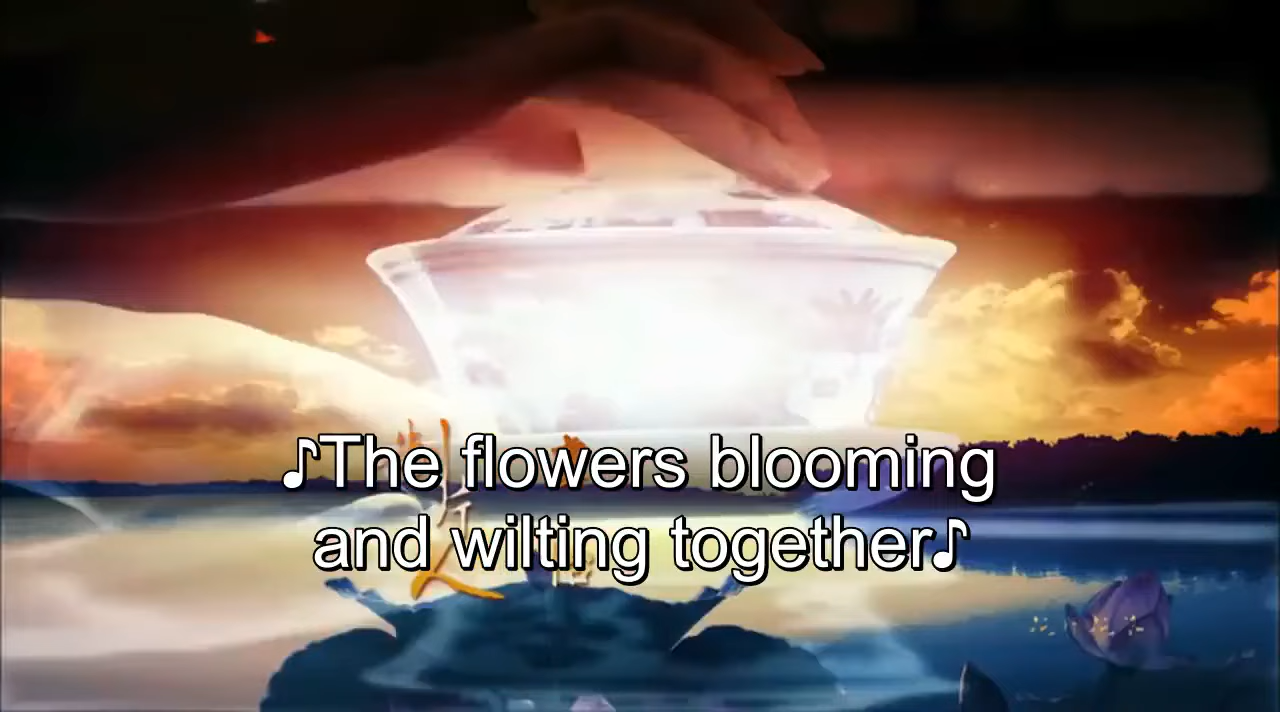 ♪The flowers blooming
and wilting together♪